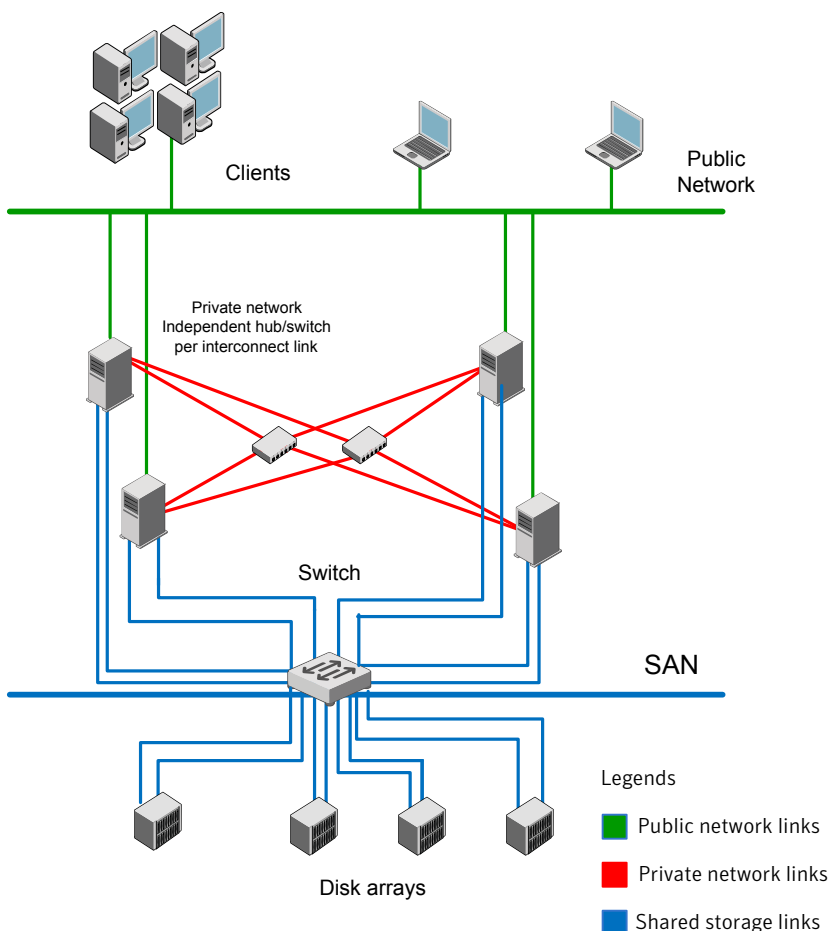 Clients
Public
Network
Private network
Independent hub/switch
per interconnect link
Switch
SAN
Disk arrays
Legends
Public network links
Private network links
Shared storage links